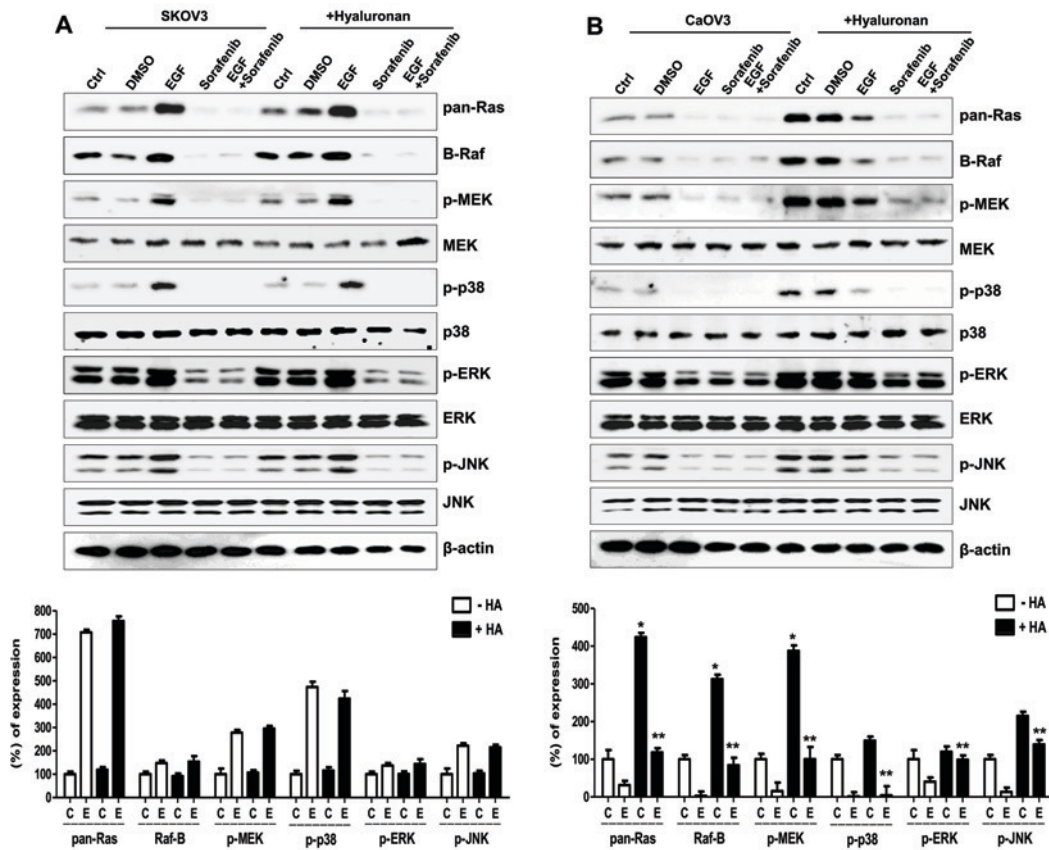 A
SKOV3
+Hyaluronan
Ctrl
DMSO
EGF
Sorafenib
EGF
+Sorafenib
Ctrl
DMSO
EGF
Sorafenib
EGF
+Sorafenib
pan-Ras
B-Raf
p-MEK
MEK
p-p38
p38
p-ERK
ERK
p-JNK
JNK
β-actin
B
CaOV3
+Hyaluronan
Ctrl
DMSO
EGF
Sorafenib
EGF
+Sorafenib
Ctrl
DMSO
EGF
Sorafenib
EGF
+Sorafenib
pan-Ras
B-Raf
p-MEK
MEK
p-p38
p38
p-ERK
ERK
p-JNK
JNK
β-actin
(%) of expression
800
700
600
500
400
300
200
100
0
- HA
+ HA
C E C E C E C E C E C E C E C E C E C E C E C E
pan-Ras Raf-B p-MEK p-p38 p-ERK p-JNK
(%) of expression
500
400
300
200
100
0
- HA
+ HA
* ** * ** * ** ** ** **
C E C E C E C E C E C E C E C E C E C E C E C E
pan-Ras Raf-B p-MEK p-p38 p-ERK p-JNK